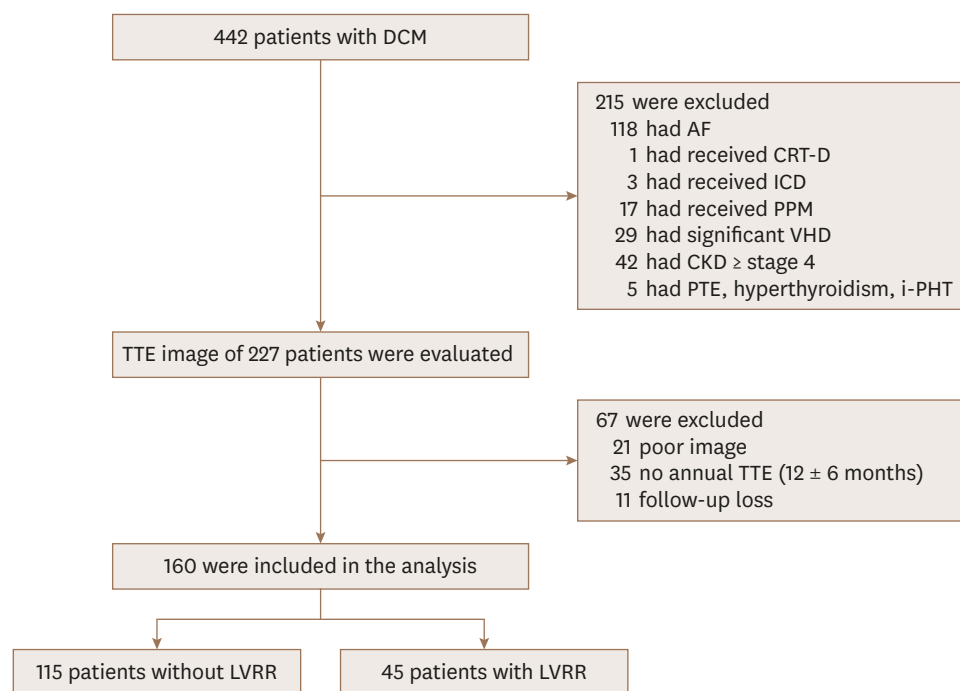 442 patients with DCM
215 were excluded
118 had AF
1 had received CRT-D
3 had received ICD
17 had received PPM
29 had significant VHD
42 had CKD ≥ stage 4
5 had PTE, hyperthyroidism, i-PHT
TTE image of 227 patients were evaluated
67 were excluded
21 poor image
35 no annual TTE (12 ± 6 months)
11 follow-up loss
160 were included in the analysis
115 patients without LVRR
45 patients with LVRR